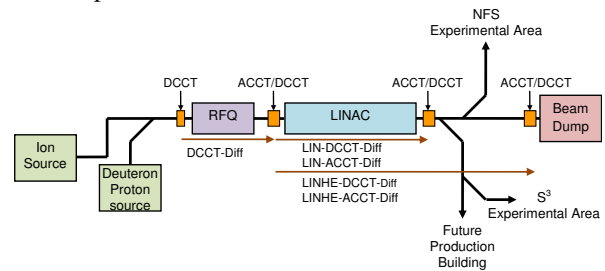 NFS
Experimental Area
DCCT
ACCT/DCCT
ACCT/DCCT
ACCT/DCCT
RFQ
LINAC
Beam
Dump
Ion
Source
Deuteron
Proton
source
DCCT-Diff
LIN-DCCT-Diff
LIN-ACCT-Diff
LINHE-DCCT-Diff
LINHE-ACCT-Diff
S³
Experimental Area
Future
Production
Building